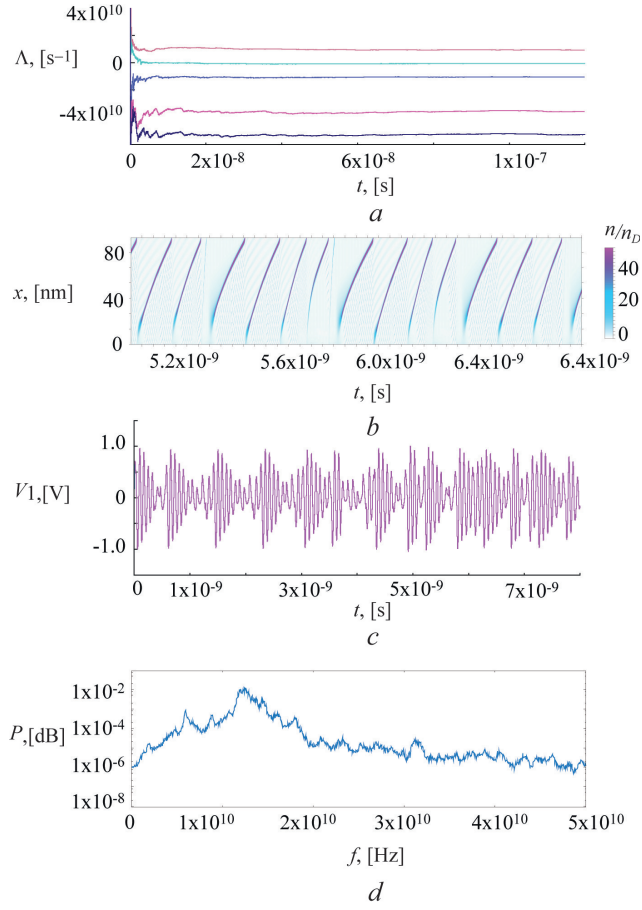 4x10¹⁰
Λ, [s⁻¹]
0
-4x10¹⁰
0 2x10⁻⁸ 6x10⁻⁸ 1x10⁻⁷
t, [s]
a
n/n_D
80
x, [nm]
40
0
40
20
0
5.2x10⁻⁹ 5.6x10⁻⁹ 6.0x10⁻⁹ 6.4x10⁻⁹ 6.4x10⁻⁹
t, [s]
b
1.0
V1,[V]
0
-1.0
0 1x10⁻⁹ 3x10⁻⁹ 5x10⁻⁹ 7x10⁻⁹
t, [s]
c
1x10⁻²
1x10⁻⁴
P,[dB]
1x10⁻⁶
1x10⁻⁸
0 1x10¹⁰ 2x10¹⁰ 3x10¹⁰ 4x10¹⁰ 5x10¹⁰
f, [Hz]
d